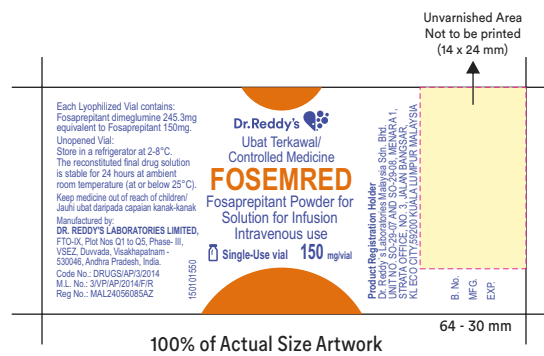 Unvarnished Area
Not to be printed
(14 x 24 mm)
Each Lyophilized Vial contains:
Fosaprepitant dimeglumine 245.3mg
equivalent to Fosaprepitant 150mg.
Unopened Vial:
Store in a refrigerator at 2-8°C.
The reconstituted final drug solution
is stable for 24 hours at ambient
room temperature (at or below 25°C).
Keep medicine out of reach of children/
Jauhi ubat daripada capaian kanak-kanak
Manufactured by:
DR. REDDY'S LABORATORIES LIMITED,
FTO-IX, Plot Nos Q1 to Q5, Phase- III,
VSEZ, Duvvada, Visakhapatnam -
530046, Andhra Pradesh, India.
Code No.: DRUGS/AP/3/2014
M.L. No.: 3/VP/AP/2014/F/R
Reg No.: MAL24056085AZ
150101550
Dr.Reddy's
Ubat Terkawal/
Controlled Medicine
FOSEMRED
Fosaprepitant Powder for
Solution for Infusion
Intravenous use
Single-Use vial 150 mg/vial
Product Registration Holder
Dr. Reddy's Laboratories Malaysia Sdn. Bhd.
UNIT NO. SO-29-07 AND SO-29-08, MENARA 1,
STRATA OFFICE, NO. 3, JALAN BANGSAR,
KL ECO CITY,59200 KUALA LUMPUR MALAYSIA
B. No.
MFG.
EXP.
64 - 30 mm
100% of Actual Size Artwork